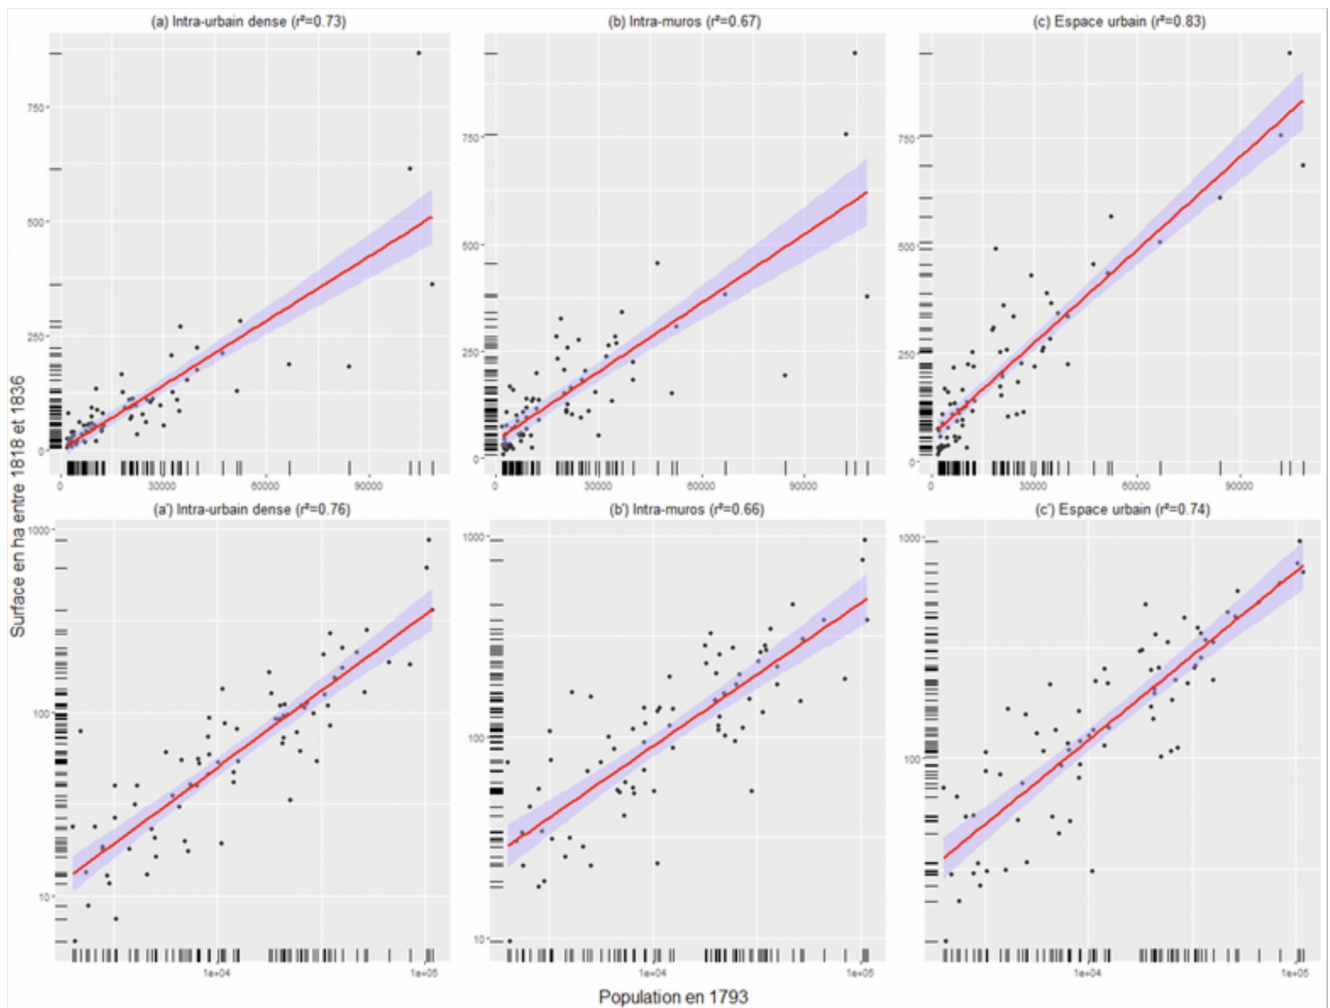 (a) Intra-urbain dense (r²=0.73)
(b) Intra-muros (r²=0.67)
(c) Espace urbain (r²=0.83)
750
500
250
0
750
500
250
0
750
500
250
0
0 30000 60000 90000
0 30000 60000 90000
0 30000 60000 90000
Surface en ha entre 1818 et 1836
(a') Intra-urbain dense (r²=0.76)
(b') Intra-muros (r²=0.66)
(c') Espace urbain (r²=0.74)
1000
100
10
1000
100
10
1000
100
1e+04 1e+05
1e+04 1e+05
1e+04 1e+05
Population en 1793